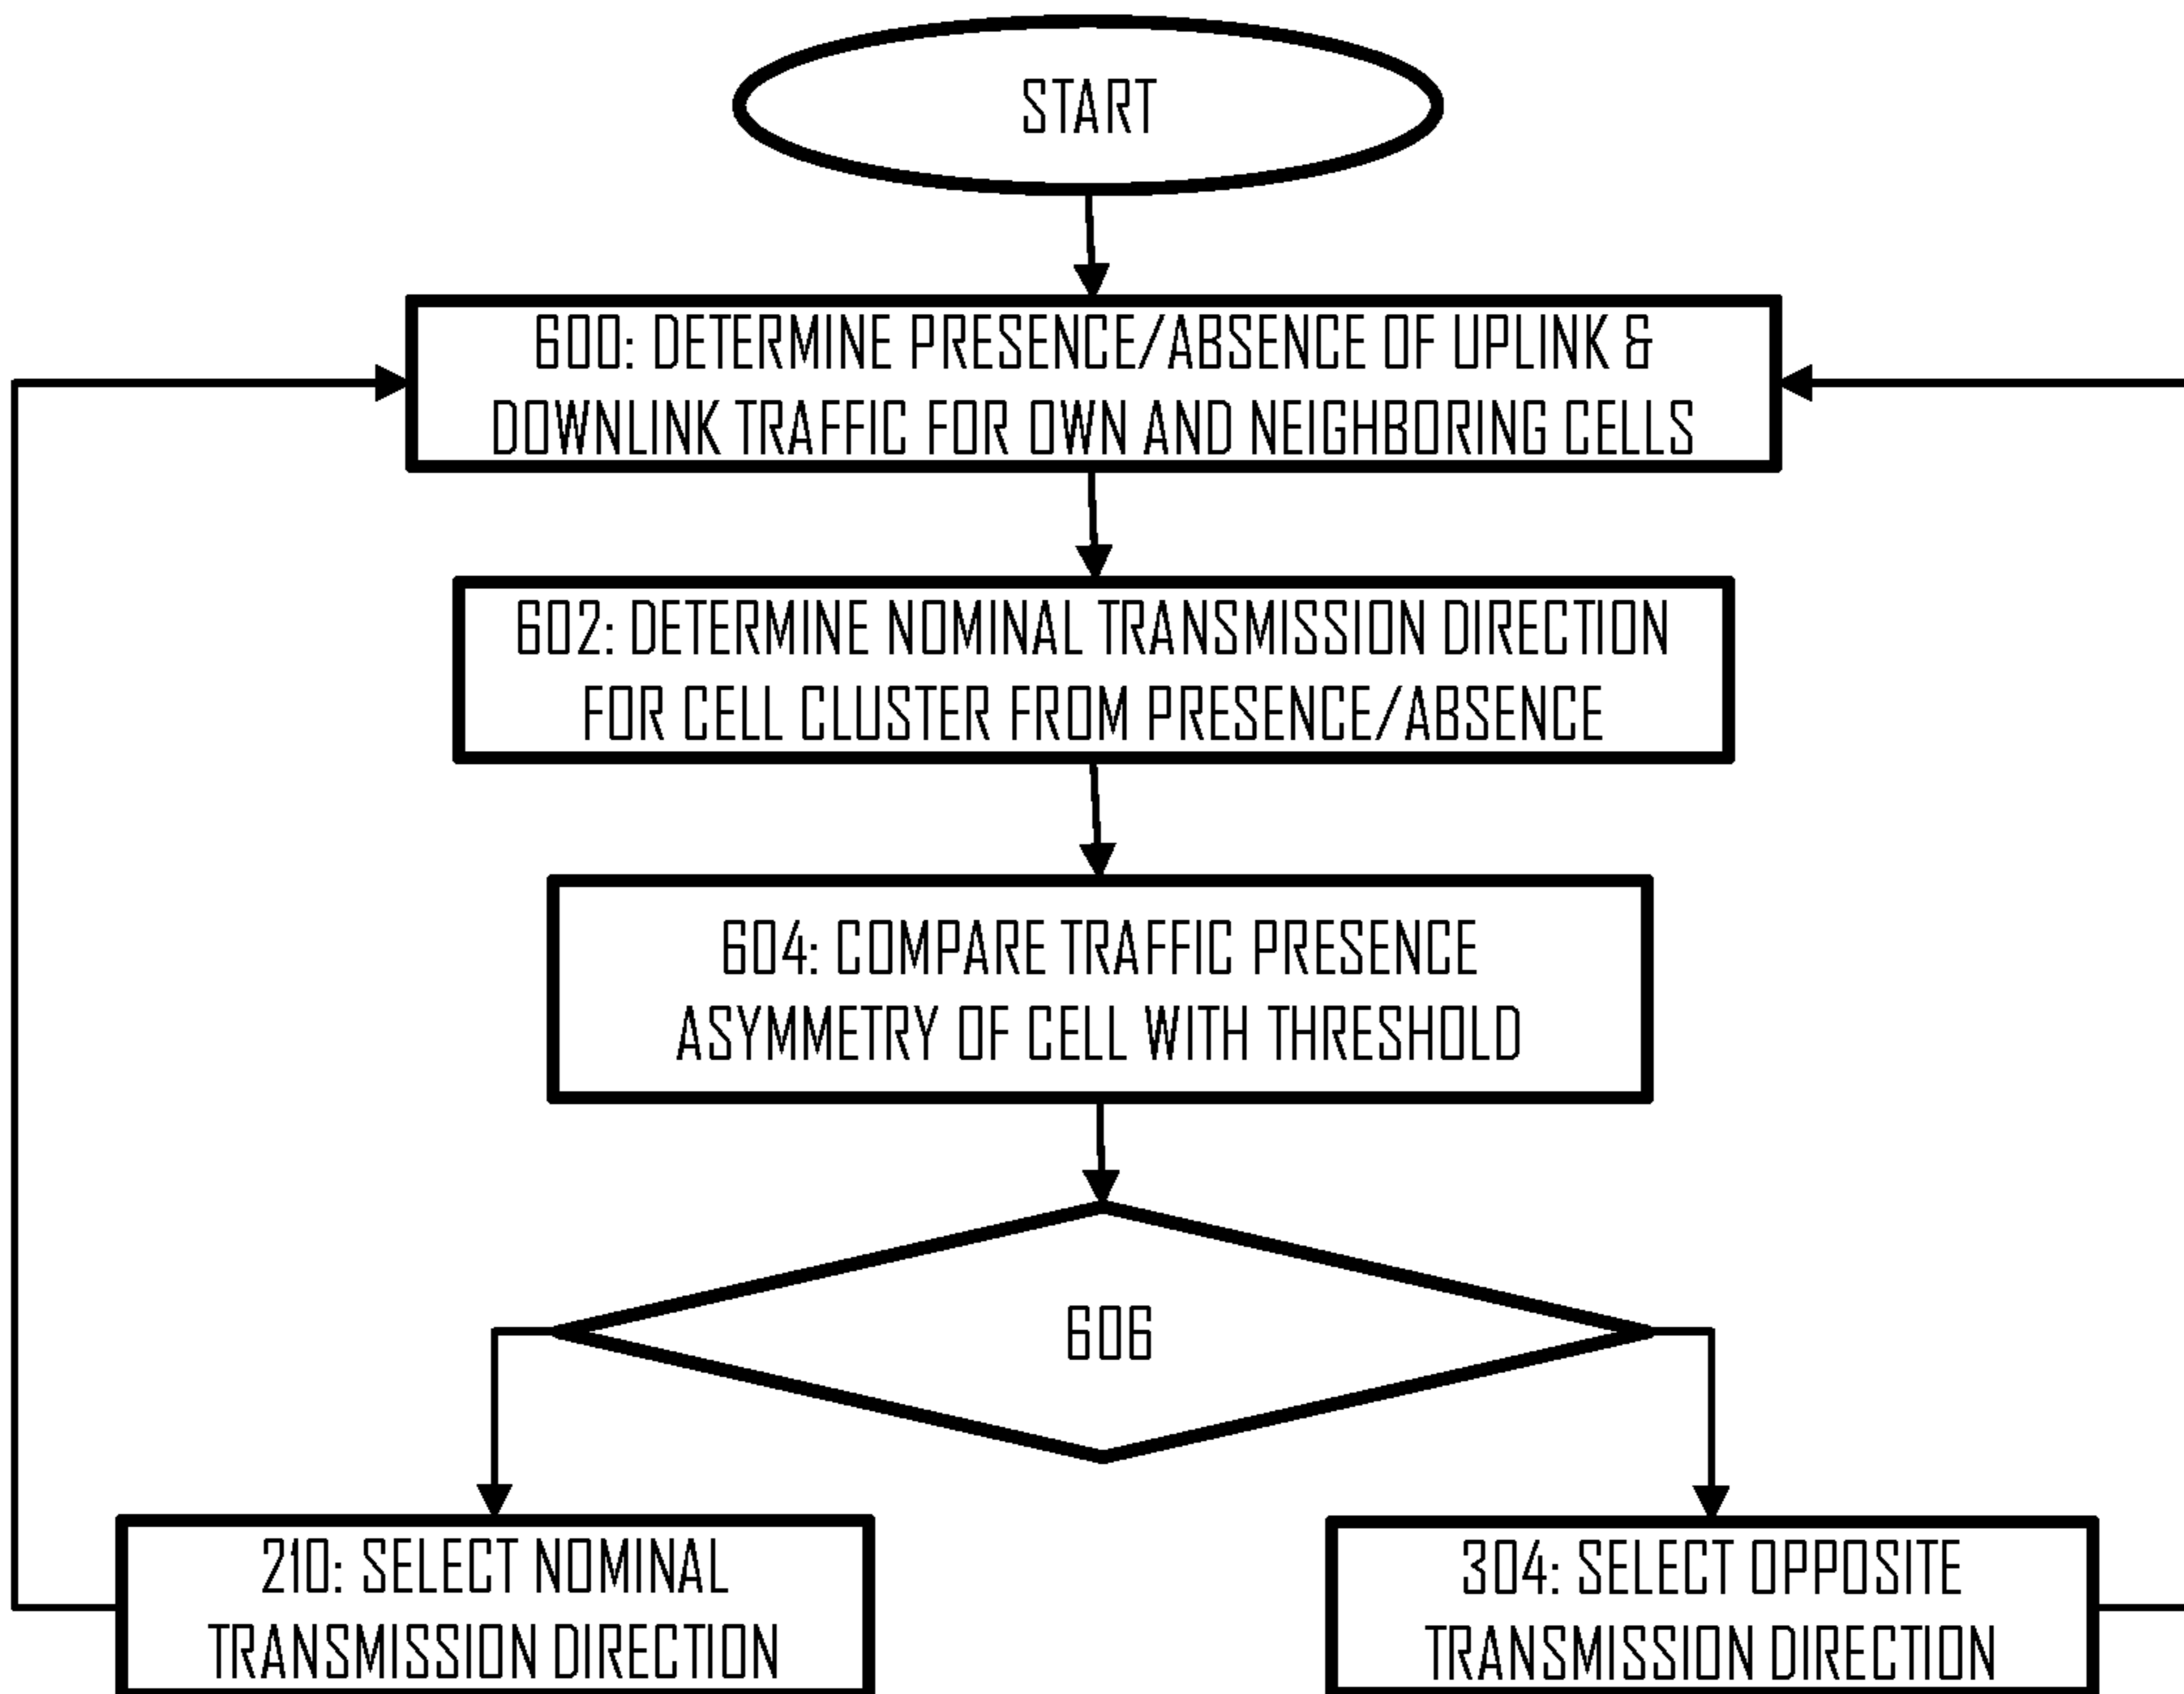 START
600: DETERMINE PRESENCE/ABSENCE OF UPLINK &
DOWNLINK TRAFFIC FOR OWN AND NEIGHBORING CELLS
602: DETERMINE NOMINAL TRANSMISSION DIRECTION
FOR CELL CLUSTER FROM PRESENCE/ABSENCE
604: COMPARE TRAFFIC PRESENCE
ASYMMETRY OF CELL WITH THRESHOLD
606
210: SELECT NOMINAL
TRANSMISSION DIRECTION
304: SELECT OPPOSITE
TRANSMISSION DIRECTION